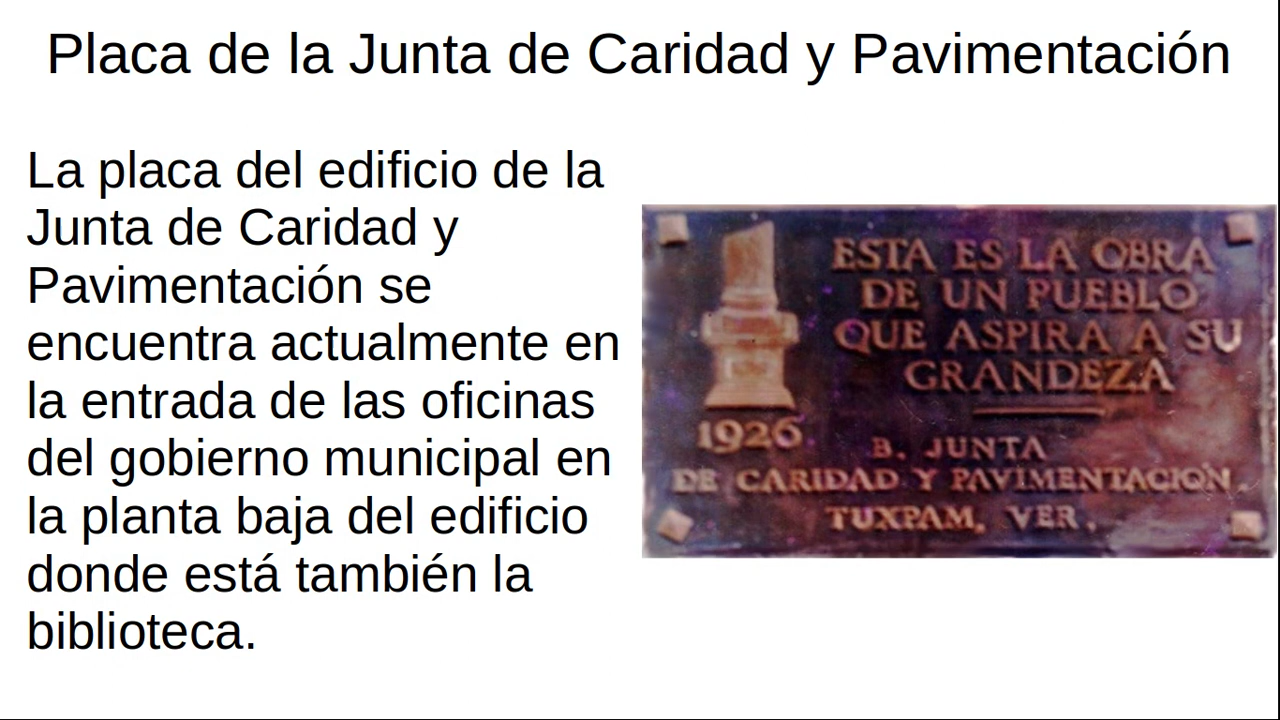 Placa de la Junta de Caridad y Pavimentación
La placa del edificio de la
Junta de Caridad y
Pavimentación se
encuentra actualmente en
la entrada de las oficinas
del gobierno municipal en
la planta baja del edificio
donde está también la
biblioteca.
ESTA ES LA OBRA
DE UN PUEBLO
QUE ASPIRA A SU
GRANDEZA
1926
B. JUNTA
DE CARIDAD Y PAVIMENTACIÓN.
TUXPAM, VER.